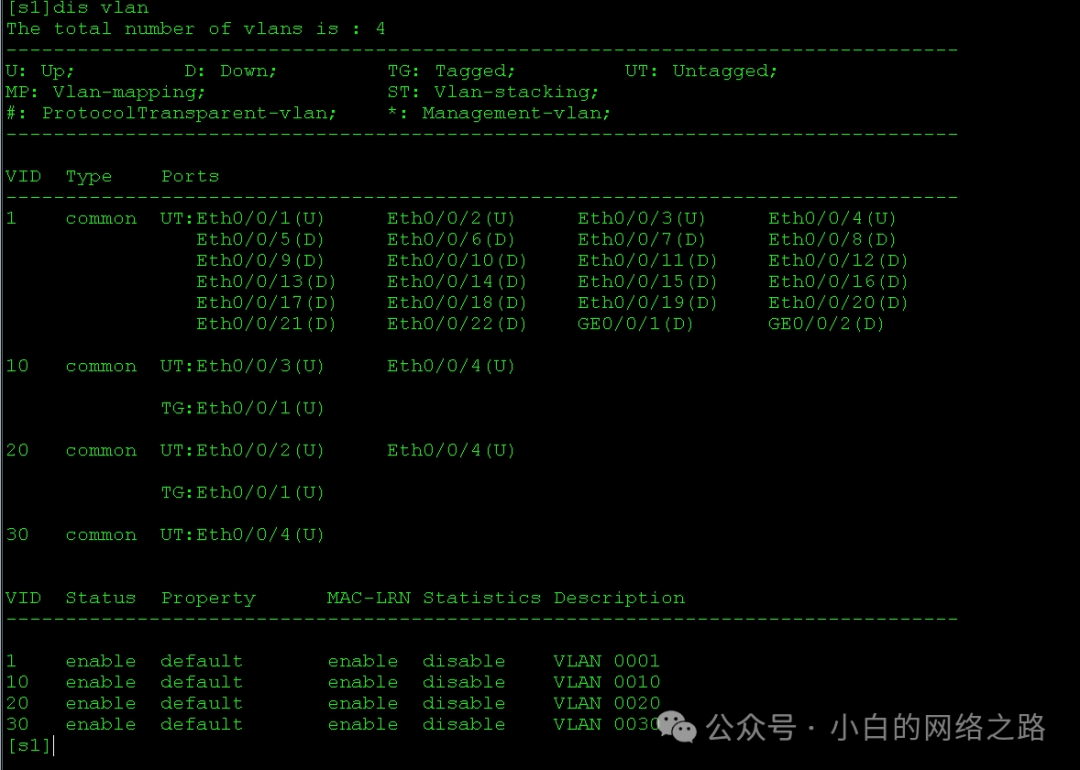 [s1]dis vlan
The total number of vlans is : 4
--------------------------------------------------------------------------------
U: Up;         D: Down;         TG: Tagged;         UT: Untagged;
MP: Vlan-mapping;               ST: Vlan-stacking;
#: ProtocolTransparent-vlan;    *: Management-vlan;
--------------------------------------------------------------------------------
VID  Type    Ports
--------------------------------------------------------------------------------
1    common  UT:Eth0/0/1(U)     Eth0/0/2(U)     Eth0/0/3(U)     Eth0/0/4(U)
Eth0/0/5(D)     Eth0/0/6(D)     Eth0/0/7(D)     Eth0/0/8(D)
Eth0/0/9(D)     Eth0/0/10(D)    Eth0/0/11(D)    Eth0/0/12(D)
Eth0/0/13(D)    Eth0/0/14(D)    Eth0/0/15(D)    Eth0/0/16(D)
Eth0/0/17(D)    Eth0/0/18(D)    Eth0/0/19(D)    Eth0/0/20(D)
Eth0/0/21(D)    Eth0/0/22(D)    GE0/0/1(D)      GE0/0/2(D)
10   common  UT:Eth0/0/3(U)     Eth0/0/4(U)
TG:Eth0/0/1(U)
20   common  UT:Eth0/0/2(U)     Eth0/0/4(U)
TG:Eth0/0/1(U)
30   common  UT:Eth0/0/4(U)
VID  Status  Property      MAC-LRN Statistics Description
--------------------------------------------------------------------------------
1    enable  default       enable  disable    VLAN 0001
10   enable  default       enable  disable    VLAN 0010
20   enable  default       enable  disable    VLAN 0020
30   enable  default       enable  disable    VLAN 0030
[s1]
公众号 · 小白的网络之路